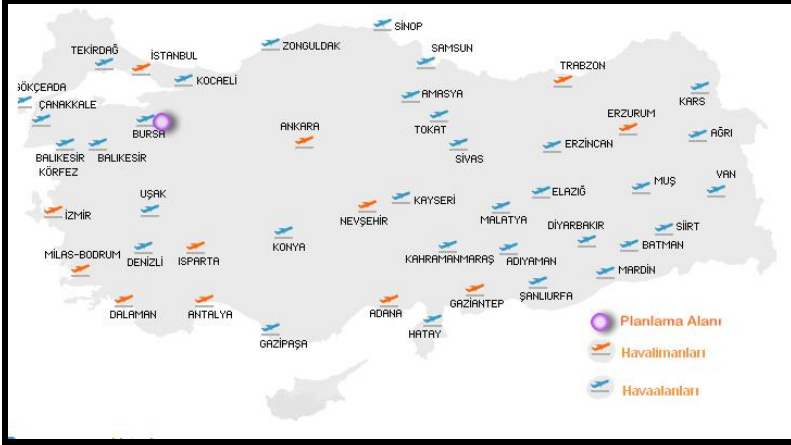 SİNOP
ZONGULDAK
TEKİRDAĞ
İSTANBUL
SAMSUN
KOCAELİ
TRABZON
GÖKÇEADA
ÇANAKKALE
AMASYA
KARS
BURSA
ANKARA
TOKAT
ERZURUM
AĞRI
BALIKESİR
KÖRFEZ
BALIKESİR
SİVAS
ERZİNCAN
UŞAK
KAYSERİ
ELAZIĞ
MUŞ
VAN
İZMİR
NEVŞEHİR
MALATYA
DİYARBAKIR
SİİRT
MİLAS-BODRUM
DENİZLİ
ISPARTA
KONYA
KAHRAMANMARAŞ
ADIYAMAN
BATMAN
MARDİN
DALAMAN
ANTALYA
ADANA
GAZİANTEP
ŞANLIURFA
GAZİPAŞA
HATAY
Planlama Alanı
Havalimanları
Havaalanları